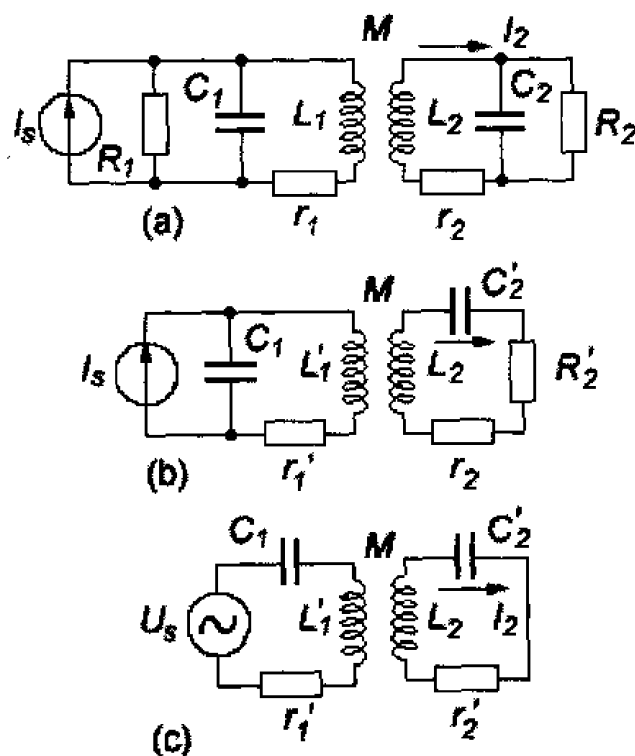 M I₂
Iₛ R₁ C₁ L₁ L₂ C₂ R₂
r₁ r₂
(a)
M C₂'
Iₛ C₁ L₁' L₂ R₂'
r₁' r₂
(b)
C₁ M C₂'
Uₛ L₁' L₂ I₂
r₁' r₂'
(c)